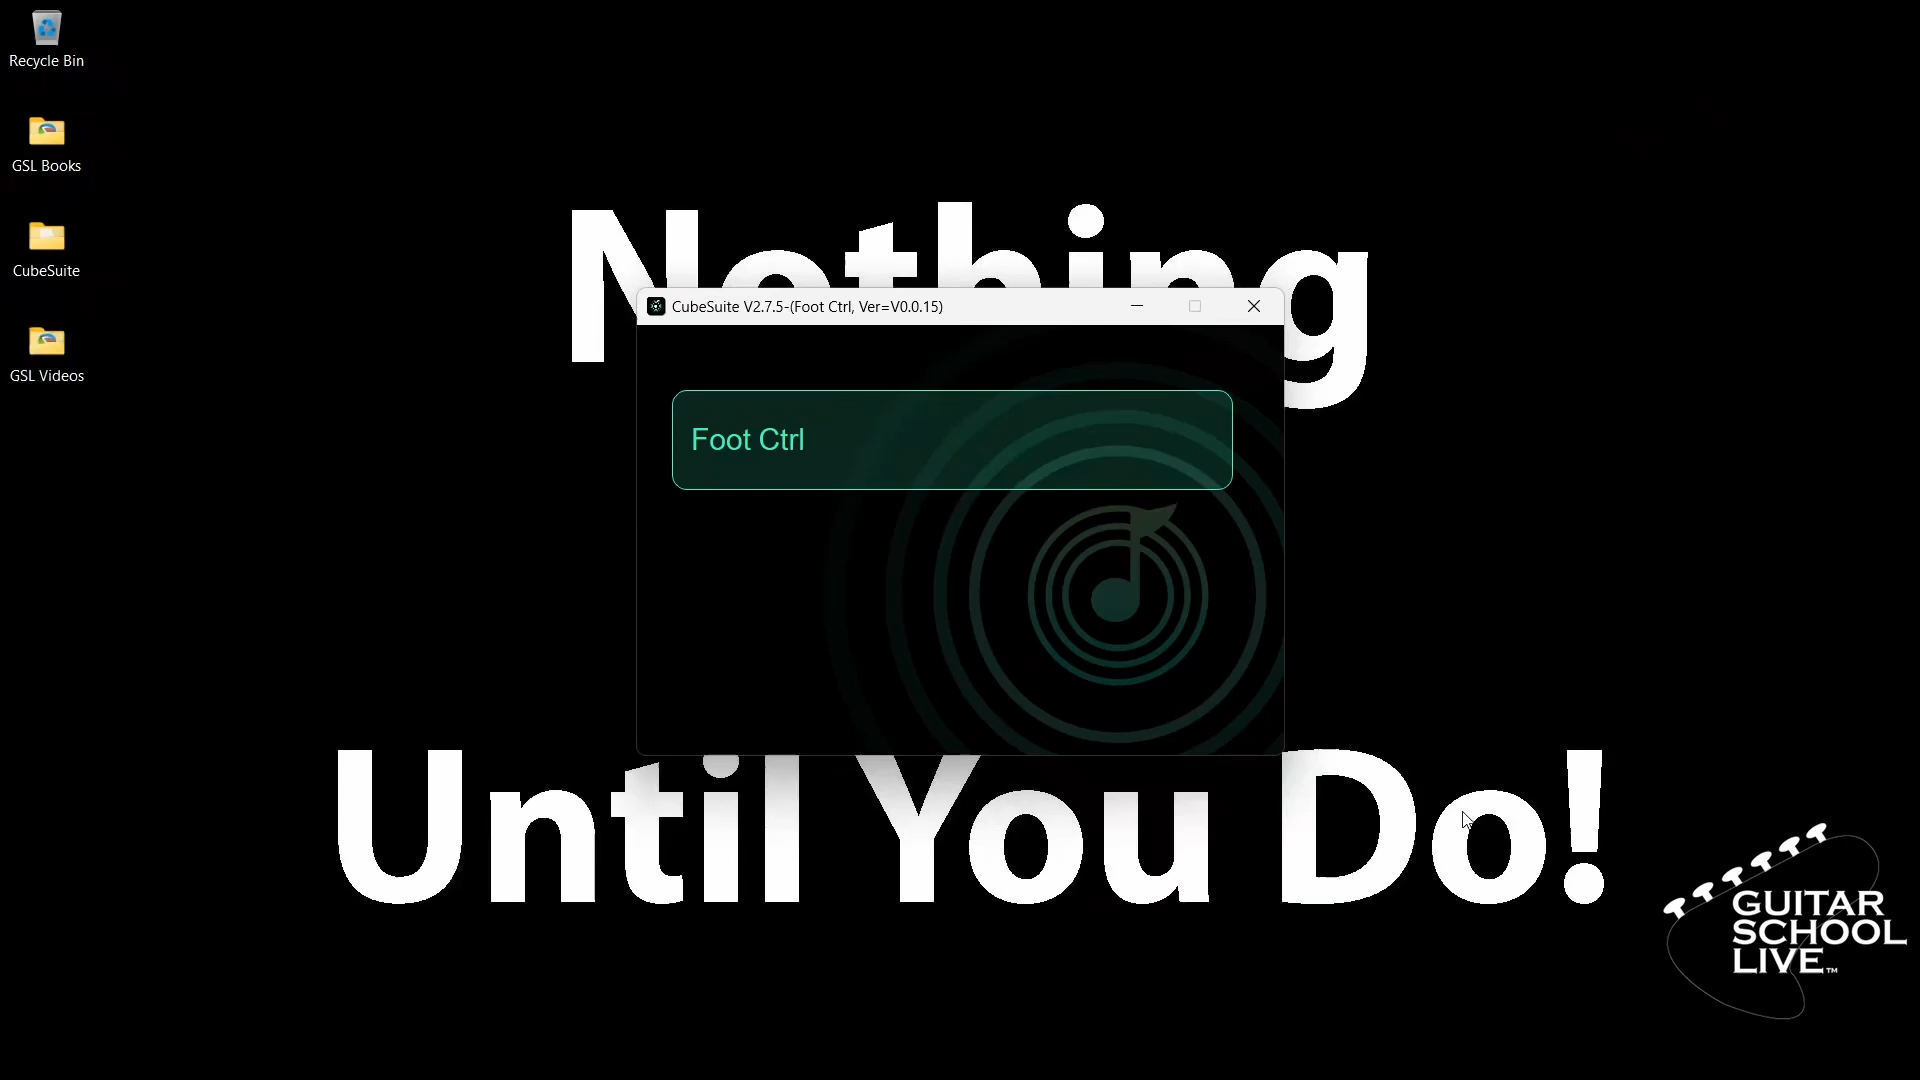 Recycle Bin
GSL Books
CubeSuite
GSL Videos
Nothing
CubeSuite V2.7.5-(Foot Ctrl, Ver=V0.0.15)
Foot Ctrl
Until You Do!
GUITAR
SCHOOL
LIVE™